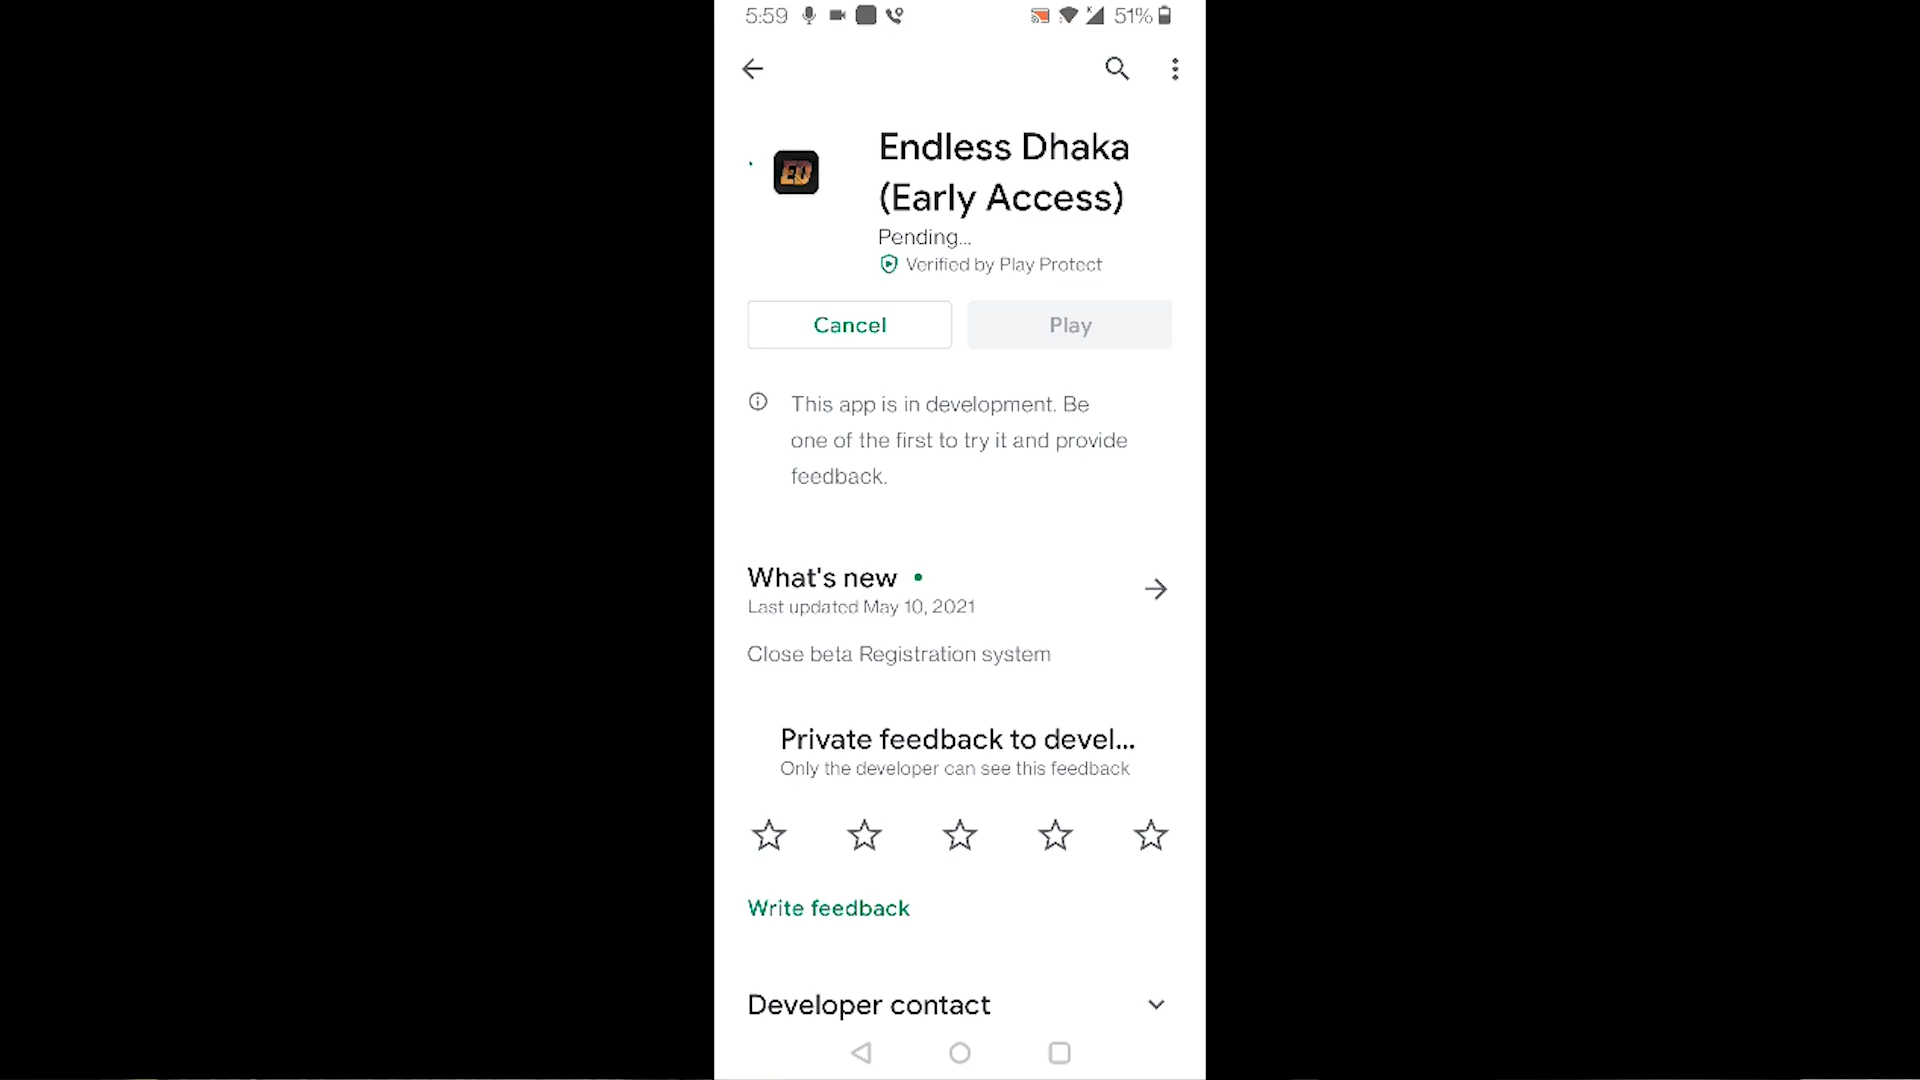 5:59
51%
ED
Endless Dhaka
(Early Access)
Pending...
Verified by Play Protect
Cancel
Play
This app is in development. Be
one of the first to try it and provide
feedback.
What's new
Last updated May 10, 2021
Close beta Registration system
Private feedback to devel...
Only the developer can see this feedback
Write feedback
Developer contact